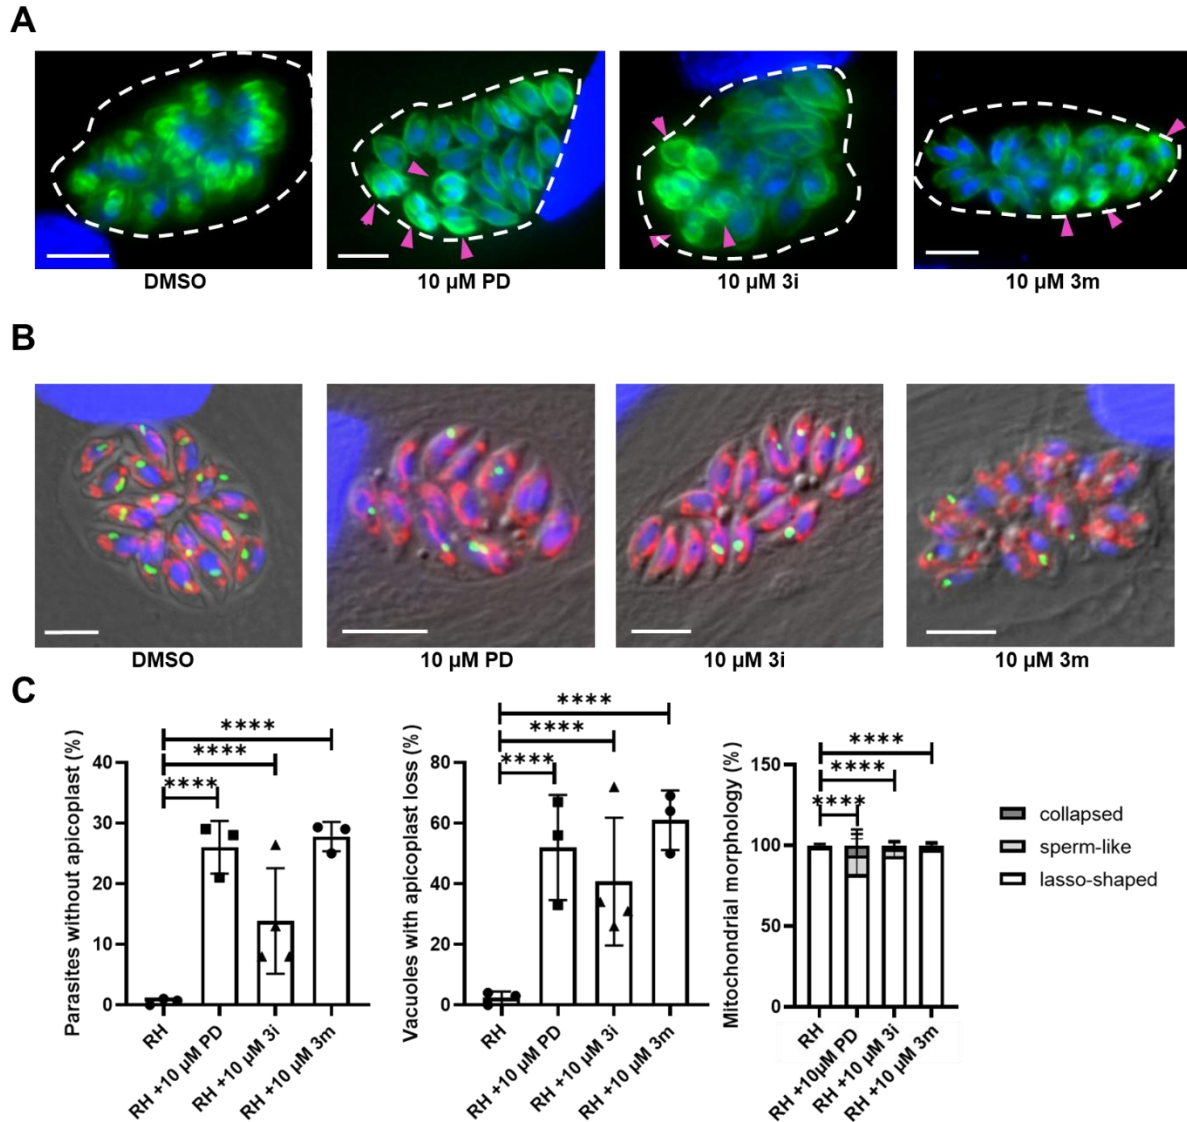 A
DMSO
10 µM PD
10 µM 3i
10 µM 3m
B
DMSO
10 µM PD
10 µM 3i
10 µM 3m
C
Parasites without apicoplast (%)
40
30
20
10
0
****
****
****
RH
RH +10 µM PD
RH +10 µM 3i
RH +10 µM 3m
Vacuoles with apicoplast loss (%)
80
60
40
20
0
****
****
****
RH
RH +10 µM PD
RH +10 µM 3i
RH +10 µM 3m
Mitochondrial morphology (%)
150
100
50
0
****
****
****
RH
RH +10µM PD
RH +10 µM 3i
RH +10 µM 3m
collapsed
sperm-like
lasso-shaped